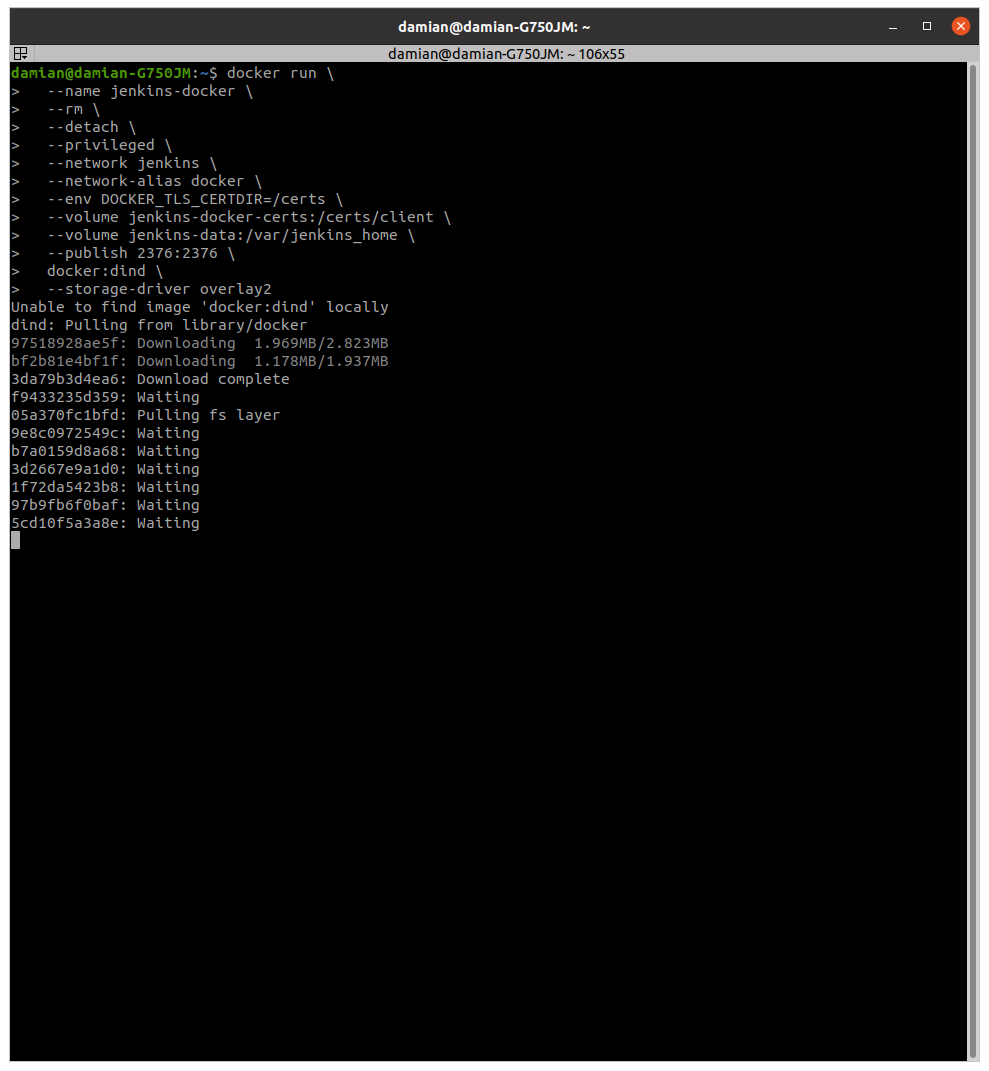 damian@damian-G750JM: ~
damian@damian-G750JM: ~ 106x55
damian@damian-G750JM:~$ docker run \
>   --name jenkins-docker \
>   --rm \
>   --detach \
>   --privileged \
>   --network jenkins \
>   --network-alias docker \
>   --env DOCKER_TLS_CERTDIR=/certs \
>   --volume jenkins-docker-certs:/certs/client \
>   --volume jenkins-data:/var/jenkins_home \
>   --publish 2376:2376 \
>   docker:dind \
>   --storage-driver overlay2
Unable to find image 'docker:dind' locally
dind: Pulling from library/docker
97518928ae5f: Downloading  1.969MB/2.823MB
bf2b81e4bf1f: Downloading  1.178MB/1.937MB
3da79b3d4ea6: Download complete
f9433235d359: Waiting
05a370fc1bfd: Pulling fs layer
9e8c0972549c: Waiting
b7a0159d8a68: Waiting
3d2667e9a1d0: Waiting
1f72da5423b8: Waiting
97b9fb6f0baf: Waiting
5cd10f5a3a8e: Waiting